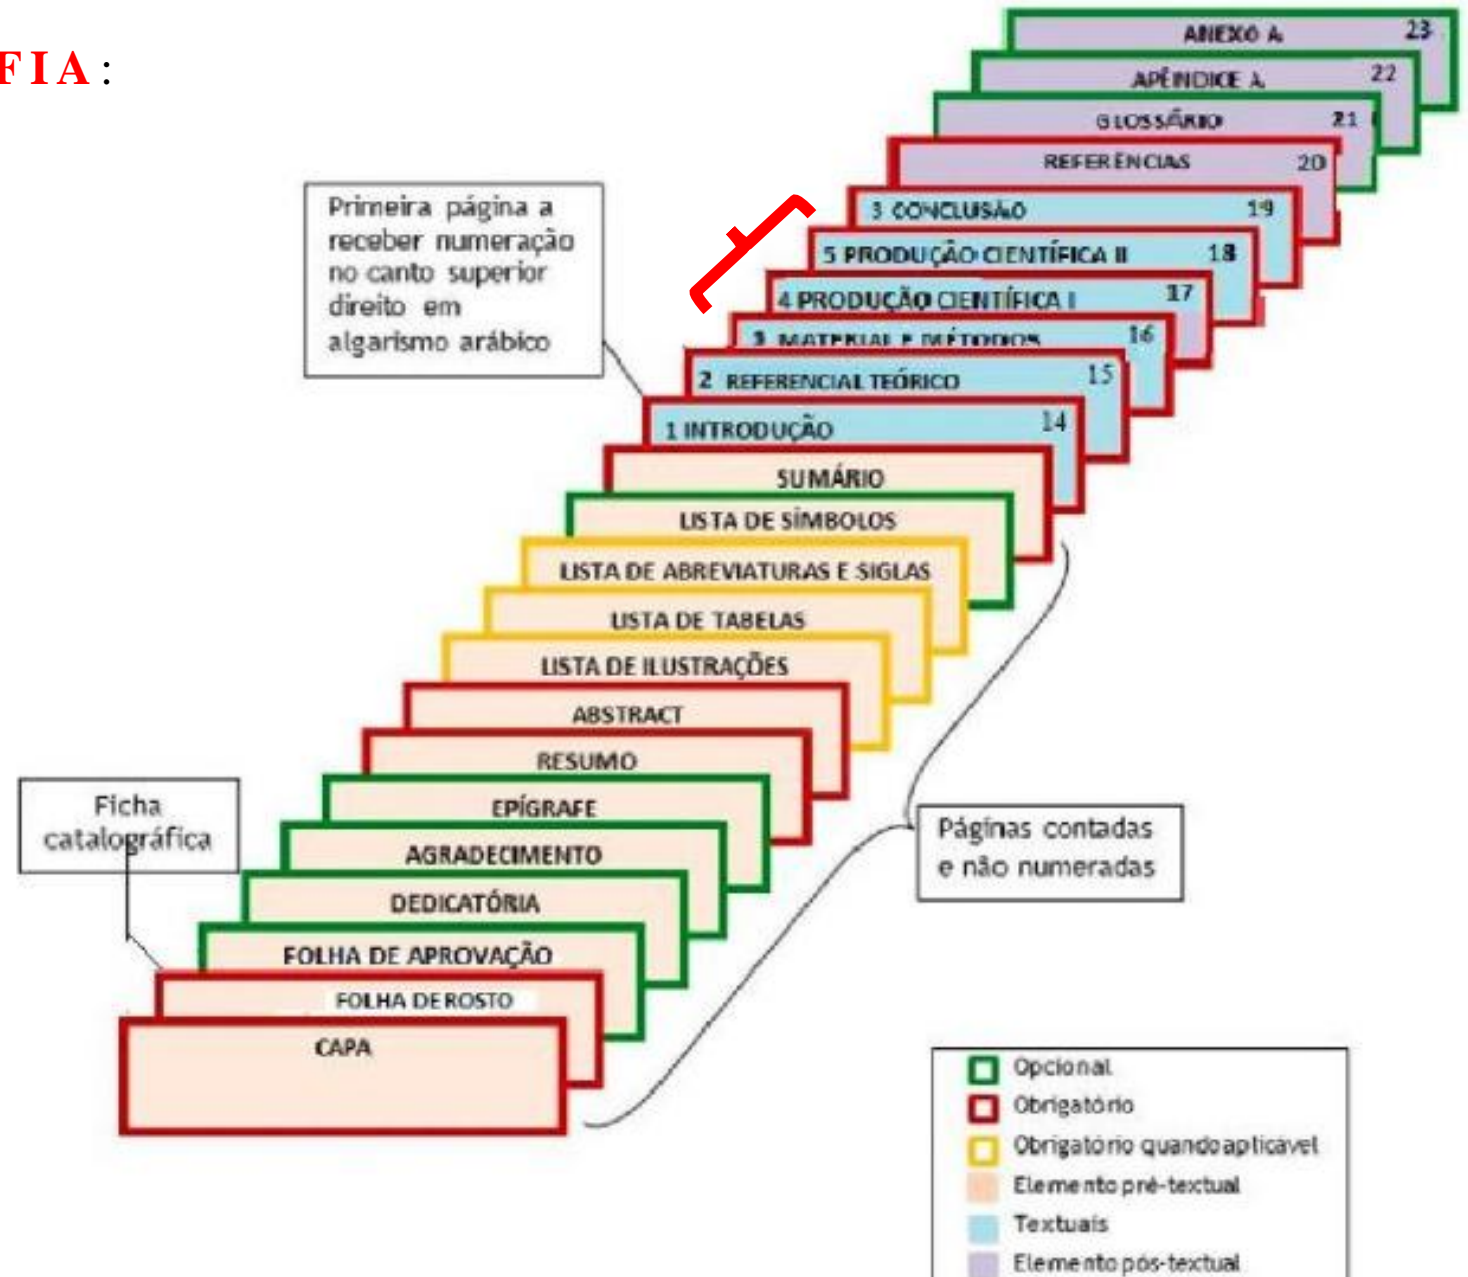 FIA:
ANEXO A 23
APÊNDICE A 22
GLOSSÁRIO 21
REFERÊNCIAS 20
3 CONCLUSÃO 19
5 PRODUÇÃO CIENTÍFICA II 18
4 PRODUÇÃO CIENTÍFICA I 17
3 MATERIAL E MÉTODOS 16
2 REFERENCIAL TEÓRICO 15
1 INTRODUÇÃO 14
Primeira página a
receber numeração
no canto superior
direito em
algarismo arábico
SUMÁRIO
LISTA DE SÍMBOLOS
LISTA DE ABREVIATURAS E SIGLAS
LISTA DE TABELAS
LISTA DE ILUSTRAÇÕES
ABSTRACT
RESUMO
EPÍGRAFE
AGRADECIMENTO
DEDICATÓRIA
FOLHA DE APROVAÇÃO
FOLHA DE ROSTO
CAPA
Ficha
catalográfica
Páginas contadas
e não numeradas
Opcional
Obrigatório
Obrigatório quando aplicável
Elemento pré-textual
Textuais
Elemento pós-textual